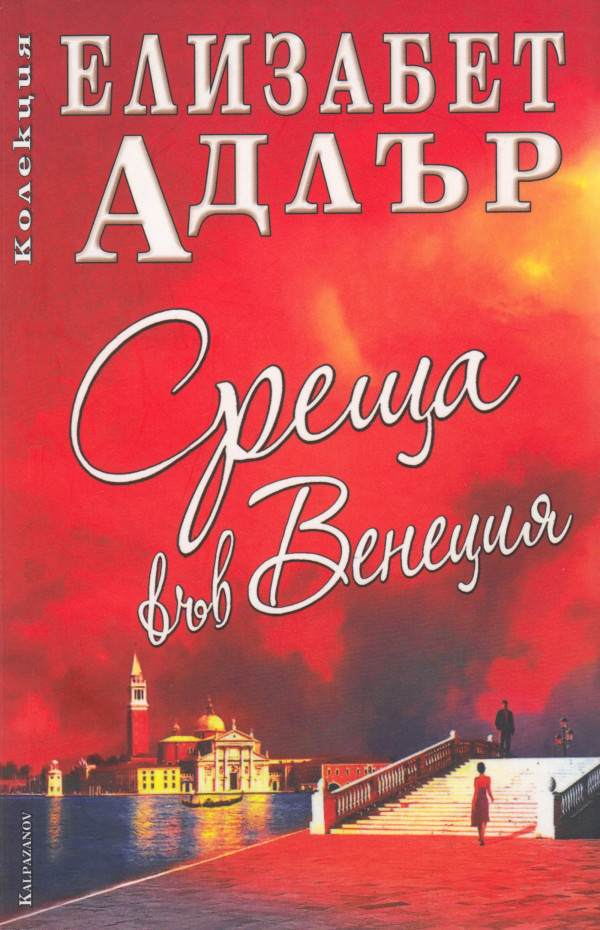 Колекция
ЕЛИЗАБЕТ
АДЛЪР
Среща
във Венеция
KALPAZANOV